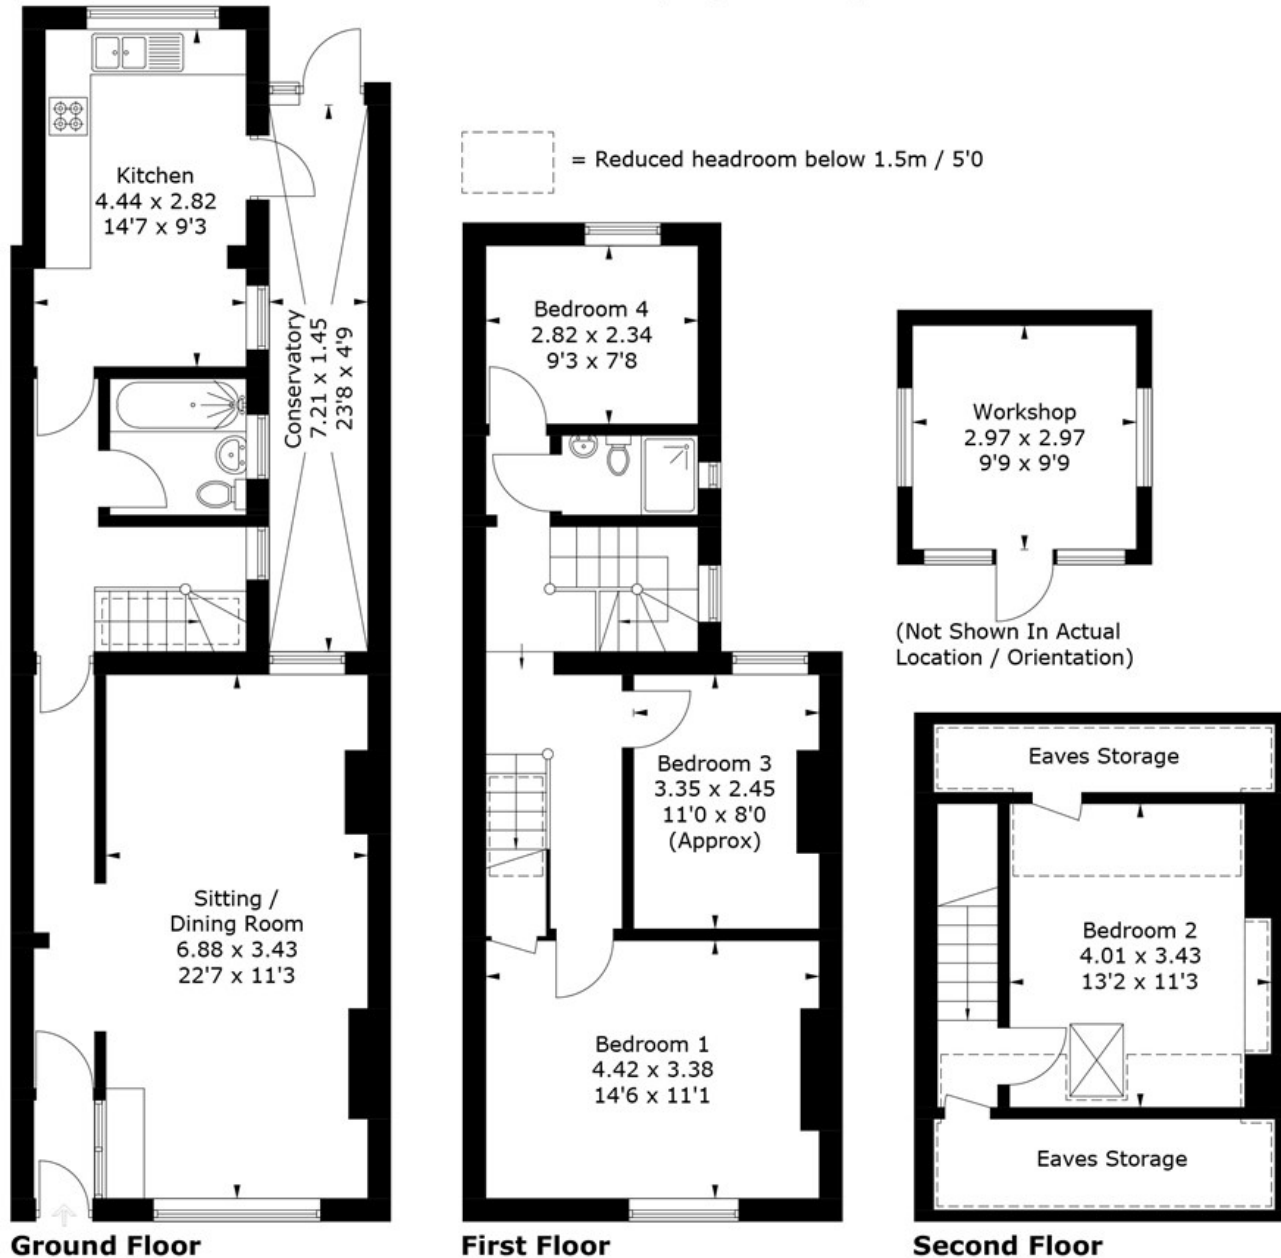 Kitchen
4.44 x 2.82
14'7 x 9'3
Conservatory
7.21 x 1.45
23'8 x 4'9
Sitting /
Dining Room
6.88 x 3.43
22'7 x 11'3
Ground Floor
= Reduced headroom below 1.5m / 5'0
Bedroom 4
2.82 x 2.34
9'3 x 7'8
Bedroom 3
3.35 x 2.45
11'0 x 8'0
(Approx)
Bedroom 1
4.42 x 3.38
14'6 x 11'1
First Floor
Workshop
2.97 x 2.97
9'9 x 9'9
(Not Shown In Actual
Location / Orientation)
Eaves Storage
Bedroom 2
4.01 x 3.43
13'2 x 11'3
Eaves Storage
Second Floor